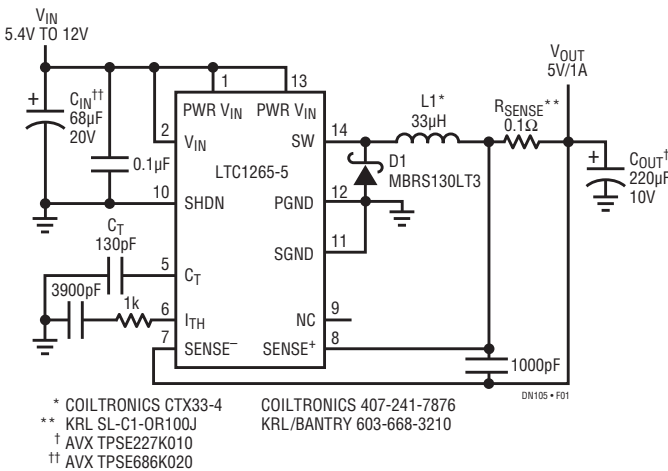 VIN
5.4V TO 12V
VOUT
5V/1A
CIN††
68µF
20V
+
0.1µF
1
13
PWR VIN
PWR VIN
2
VIN
SW
14
L1*
33µH
RSENSE**
0.1Ω
D1
MBRS130LT3
+
COUT†
220µF
10V
LTC1265-5
10
SHDN
PGND
12
SGND
11
CT
130pF
5
CT
3900pF
1k
6
ITH
NC
9
7
SENSE–
SENSE+
8
1000pF
DN105 • F01
* COILTRONICS CTX33-4 COILTRONICS 407-241-7876
** KRL SL-C1-OR100J KRL/BANTRY 603-668-3210
† AVX TPSE227K010
†† AVX TPSE686K020